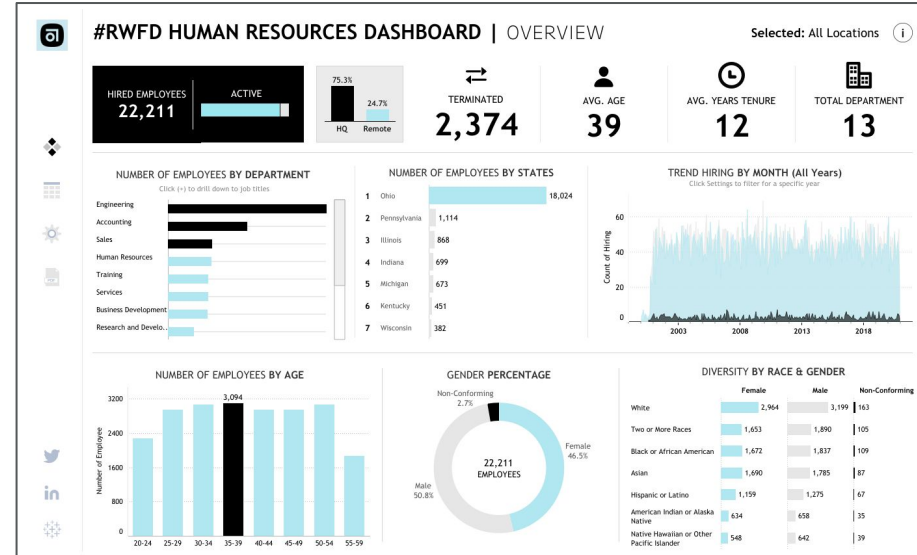 #RWFD HUMAN RESOURCES DASHBOARD | OVERVIEW
Selected: All Locations
i
HIRED EMPLOYEES
22,211
ACTIVE
75.3%
24.7%
HQ Remote
TERMINATED
2,374
AVG. AGE
39
AVG. YEARS TENURE
12
TOTAL DEPARTMENT
13
NUMBER OF EMPLOYEES BY DEPARTMENT
Click (+) to drill down to job titles
Engineering
Accounting
Sales
Human Resources
Training
Services
Business Development
Research and Develo..
NUMBER OF EMPLOYEES BY STATES
1 Ohio 18,024
2 Pennsylvania 1,114
3 Illinois 868
4 Indiana 699
5 Michigan 673
6 Kentucky 451
7 Wisconsin 382
TREND HIRING BY MONTH (All Years)
Click Settings to filter for a specific year
Count of Hiring
60
40
20
0
2003 2008 2013 2018
NUMBER OF EMPLOYEES BY AGE
Number of Employee
3200
2400
1600
800
0
3,094
20-24 25-29 30-34 35-39 40-44 45-49 50-54 55-59
GENDER PERCENTAGE
Non-Conforming
2.7%
Female
46.5%
Male
50.8%
22,211
EMPLOYEES
DIVERSITY BY RACE & GENDER
Female Male Non-Conforming
White 2,964 3,199 163
Two or More Races 1,653 1,890 105
Black or African American 1,672 1,837 109
Asian 1,690 1,785 87
Hispanic or Latino 1,159 1,275 67
American Indian or Alaska
Native 634 658 35
Native Hawaiian or Other
Pacific Islander 548 642 39
in